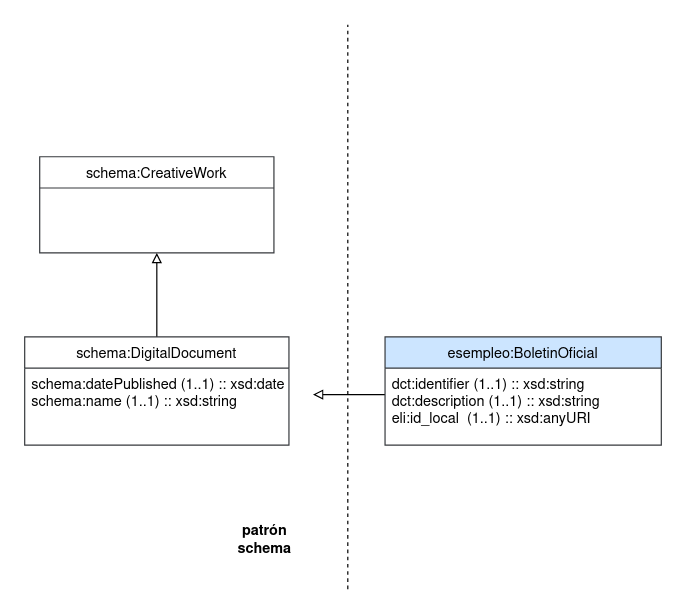 schema:CreativeWork
schema:DigitalDocument
schema:datePublished (1..1) :: xsd:date
schema:name (1..1) :: xsd:string
esempleo:BoletinOficial
dct:identifier (1..1) :: xsd:string
dct:description (1..1) :: xsd:string
eli:id_local  (1..1) :: xsd:anyURI
patrón
schema